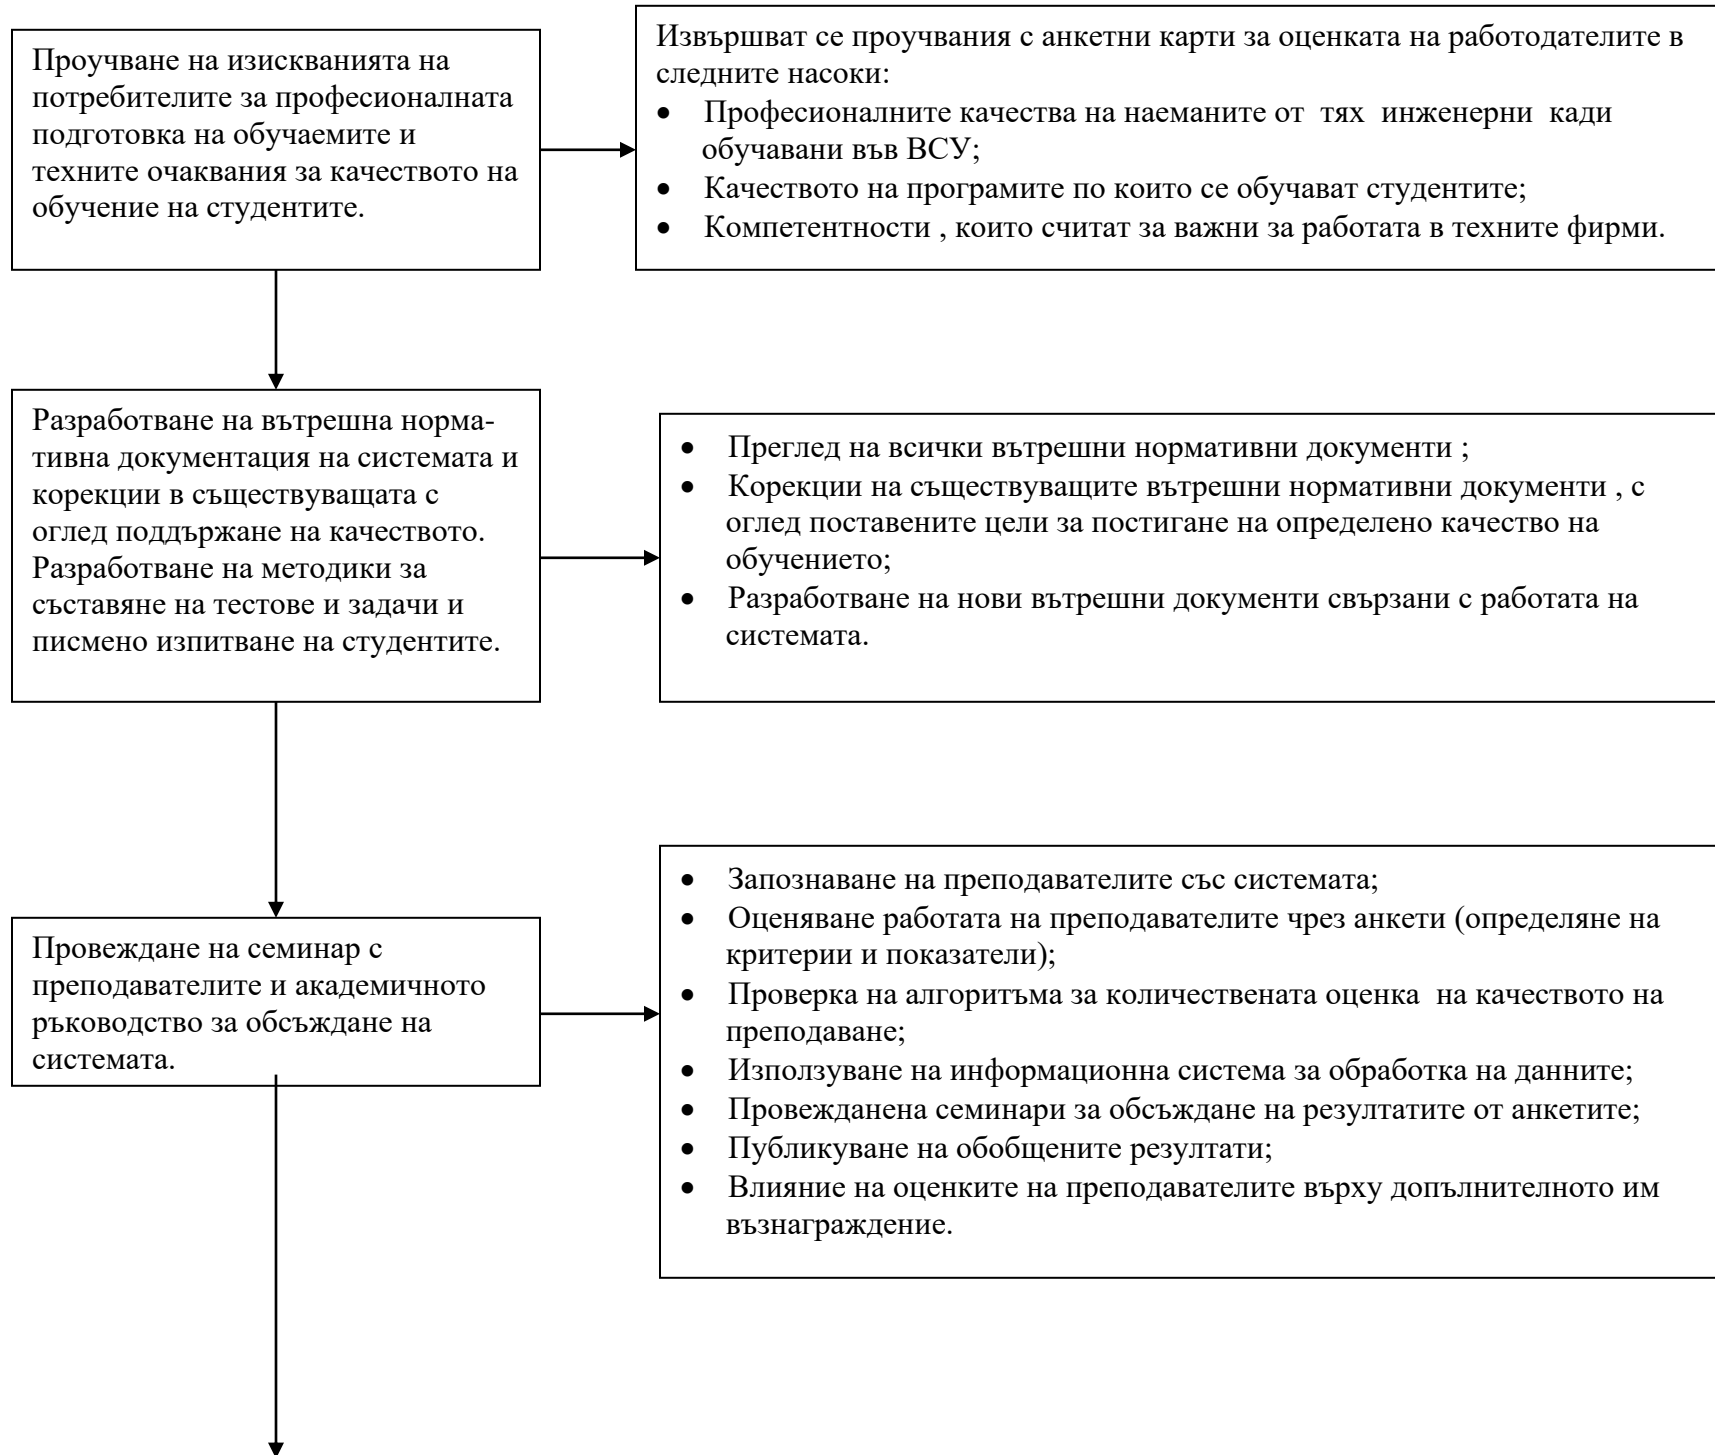 Проучване на изискванията на
потребителите за професионалната
подготовка на обучаемите и
техните очаквания за качеството на
обучение на студентите.
Извършват се проучвания с анкетни карти за оценката на работодателите в
следните насоки:
• Професионалните качества на наеманите от тях инженерни кади
обучавани във ВСУ;
• Качеството на програмите по които се обучават студентите;
• Компетентности , които считат за важни за работата в техните фирми.
Разработване на вътрешна норма-
тивна документация на системата и
корекции в съществуващата с
оглед поддържане на качеството.
Разработване на методики за
съставяне на тестове и задачи и
писмено изпитване на студентите.
• Преглед на всички вътрешни нормативни документи ;
• Корекции на съществуващите вътрешни нормативни документи , с
оглед поставените цели за постигане на определено качество на
обучението;
• Разработване на нови вътрешни документи свързани с работата на
системата.
Провеждане на семинар с
преподавателите и академичното
ръководство за обсъждане на
системата.
• Запознаване на преподавателите със системата;
• Оценяване работата на преподавателите чрез анкети (определяне на
критерии и показатели);
• Проверка на алгоритъма за количествената оценка на качеството на
преподаване;
• Използуване на информационна система за обработка на данните;
• Провежданена семинари за обсъждане на резултатите от анкетите;
• Публикуване на обобщените резултати;
• Влияние на оценките на преподавателите върху допълнителното им
възнаграждение.